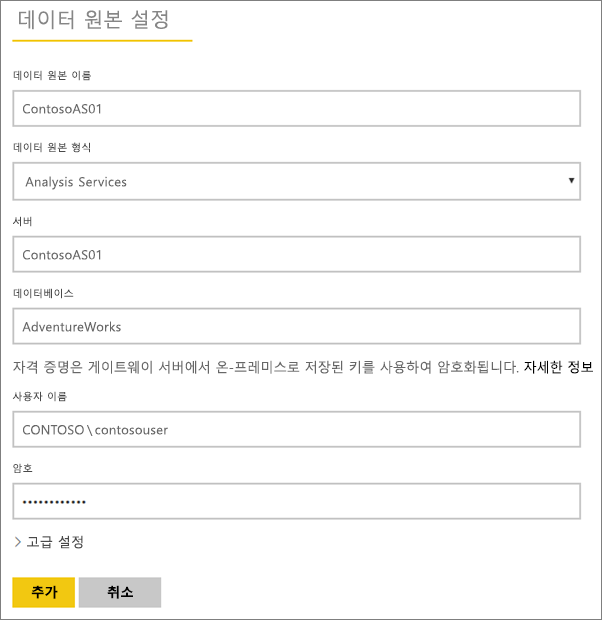 데이터 원본 설정
데이터 원본 이름
ContosoAS01
데이터 원본 형식
Analysis Services
서버
ContosoAS01
데이터베이스
AdventureWorks
자격 증명은 게이트웨이 서버에서 온-프레미스로 저장된 키를 사용하여 암호화됩니다. 자세한 정보
사용자 이름
CONTOSO\contosouser
암호
••••••••••••
고급 설정
추가 취소